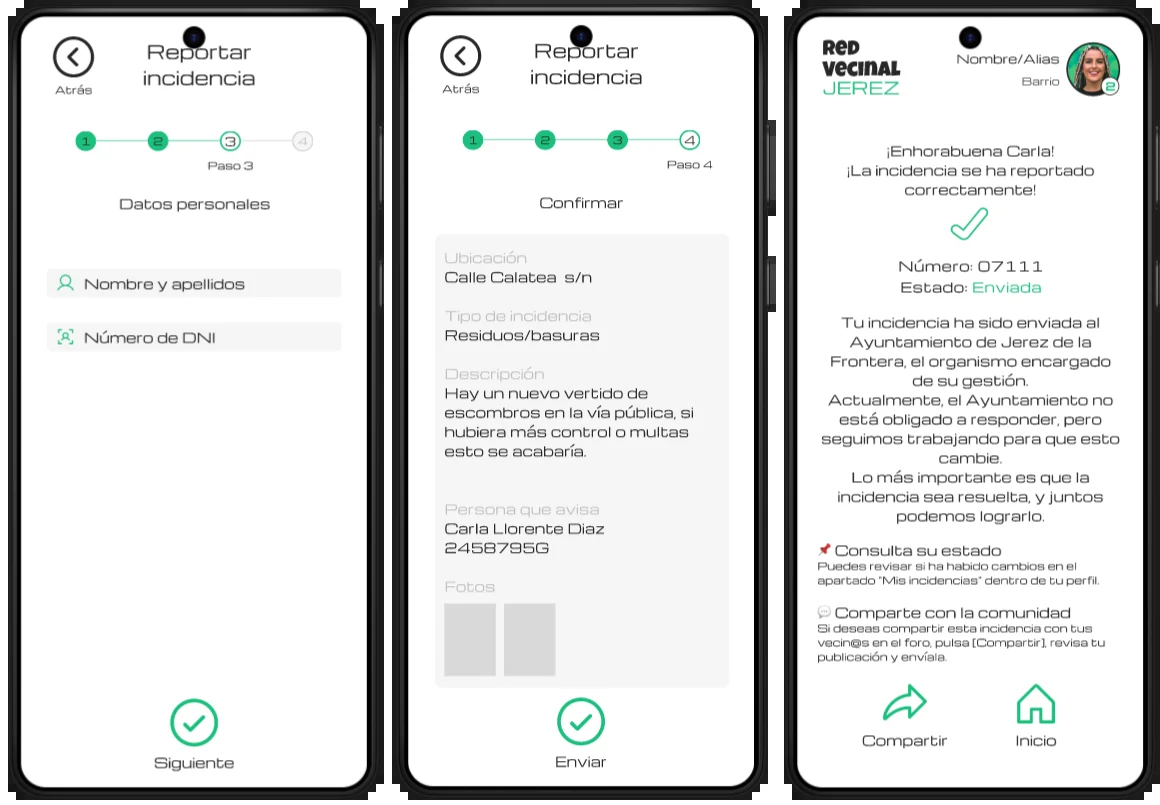 Reportar
incidencia
Atrás
1
2
3
4
Paso 3
Datos personales
Nombre y apellidos
Número de DNI
Siguiente
Reportar
incidencia
Atrás
1
2
3
4
Paso 4
Confirmar
Ubicación
Calle Calatea s/n
Tipo de incidencia
Residuos/basuras
Descripción
Hay un nuevo vertido de
escombros en la vía pública, si
hubiera más control o multas
esto se acabaría.
Persona que avisa
Carla Llorente Diaz
2458795G
Fotos
Enviar
RED
VECINAL
JEREZ
Nombre/Alias
Barrio
2
¡Enhorabuena Carla!
¡La incidencia se ha reportado
correctamente!
Número: 07111
Estado: Enviada
Tu incidencia ha sido enviada al
Ayuntamiento de Jerez de la
Frontera, el organismo encargado
de su gestión.
Actualmente, el Ayuntamiento no
está obligado a responder, pero
seguimos trabajando para que esto
cambie.
Lo más importante es que la
incidencia sea resuelta, y juntos
podemos lograrlo.
📌 Consulta su estado
Puedes revisar si ha habido cambios en el
apartado "Mis incidencias" dentro de tu perfil.
💬 Comparte con la comunidad
Si deseas compartir esta incidencia con tus
vecin@s en el foro, pulsa [Compartir], revisa tu
publicación y envíala.
Compartir
Inicio